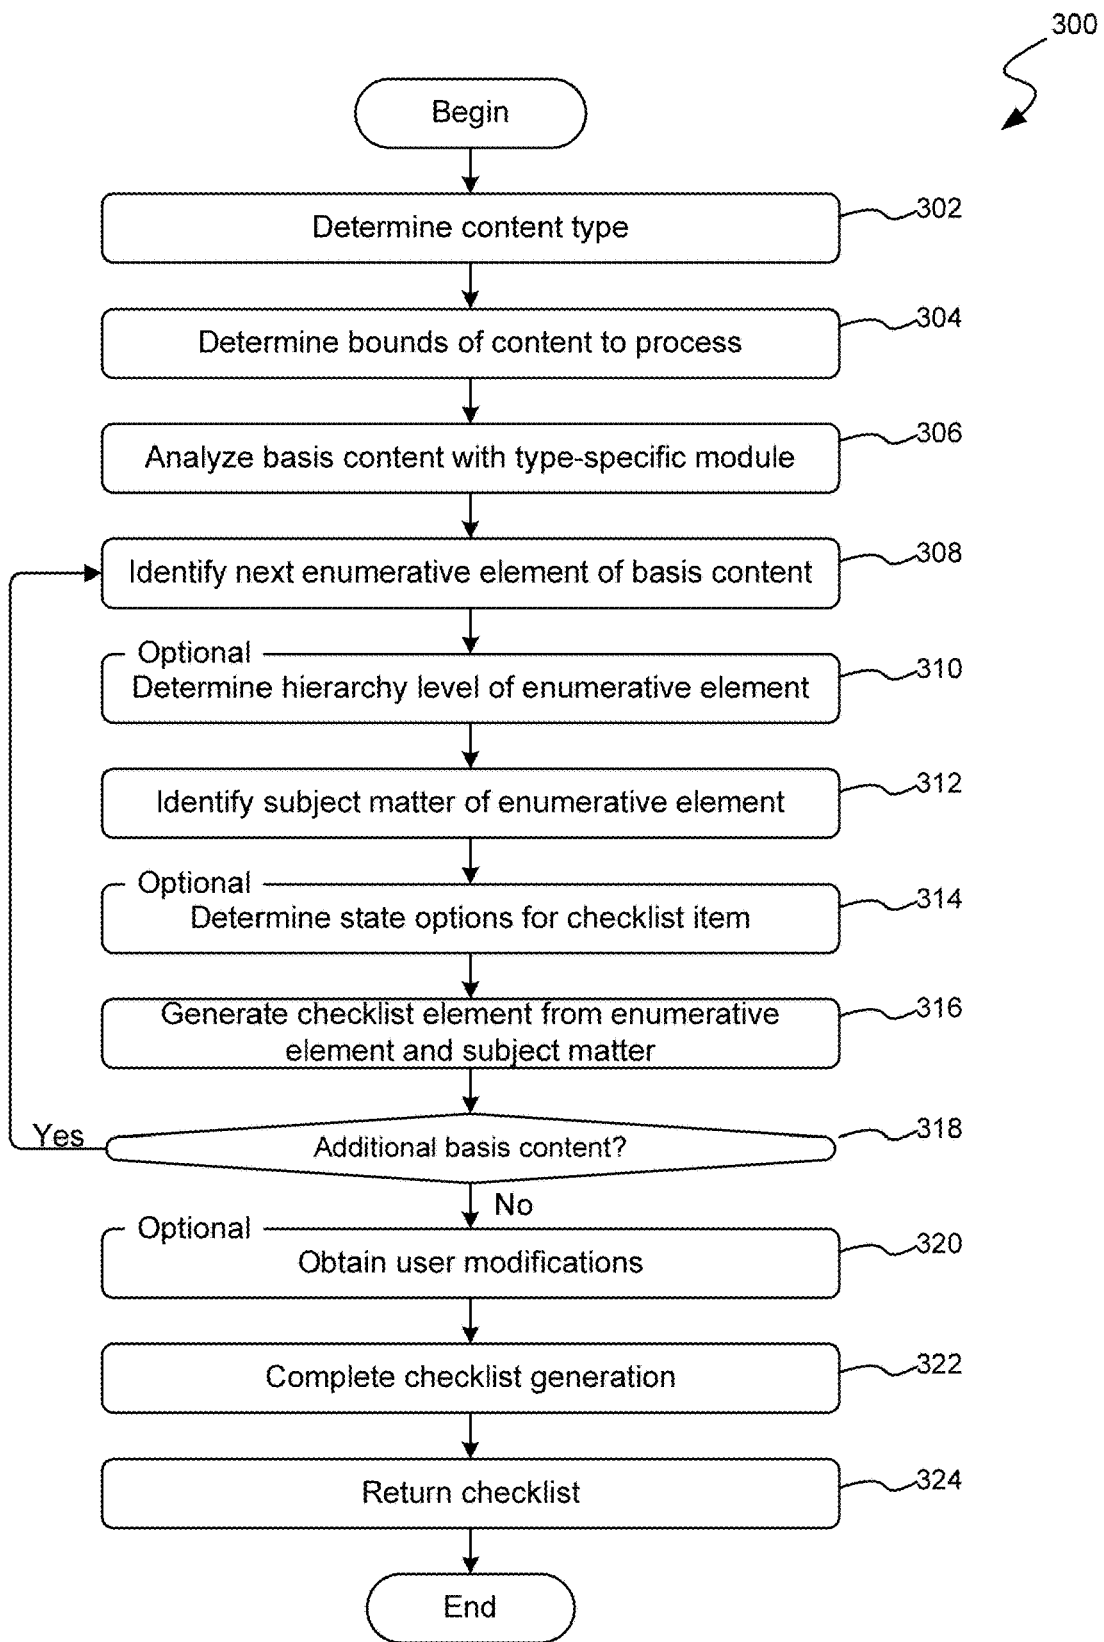 300
Begin
Determine content type
302
Determine bounds of content to process
304
Analyze basis content with type-specific module
306
Identify next enumerative element of basis content
308
Optional
Determine hierarchy level of enumerative element
310
Identify subject matter of enumerative element
312
Optional
Determine state options for checklist item
314
Generate checklist element from enumerative
element and subject matter
316
Yes
Additional basis content?
318
No
Optional
Obtain user modifications
320
Complete checklist generation
322
Return checklist
324
End